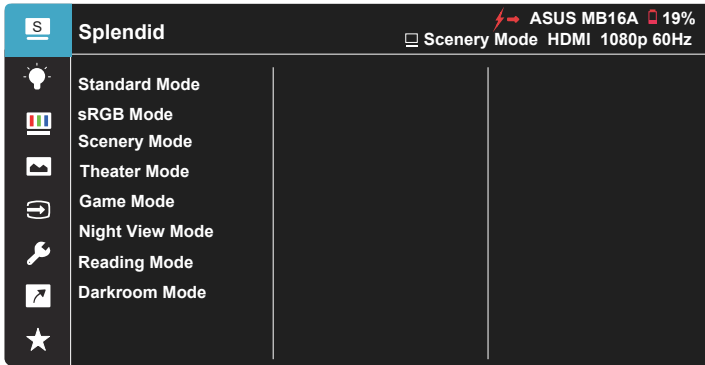 S
Splendid
ASUS MB16A 19%
Scenery Mode HDMI 1080p 60Hz
Standard Mode
sRGB Mode
Scenery Mode
Theater Mode
Game Mode
Night View Mode
Reading Mode
Darkroom Mode